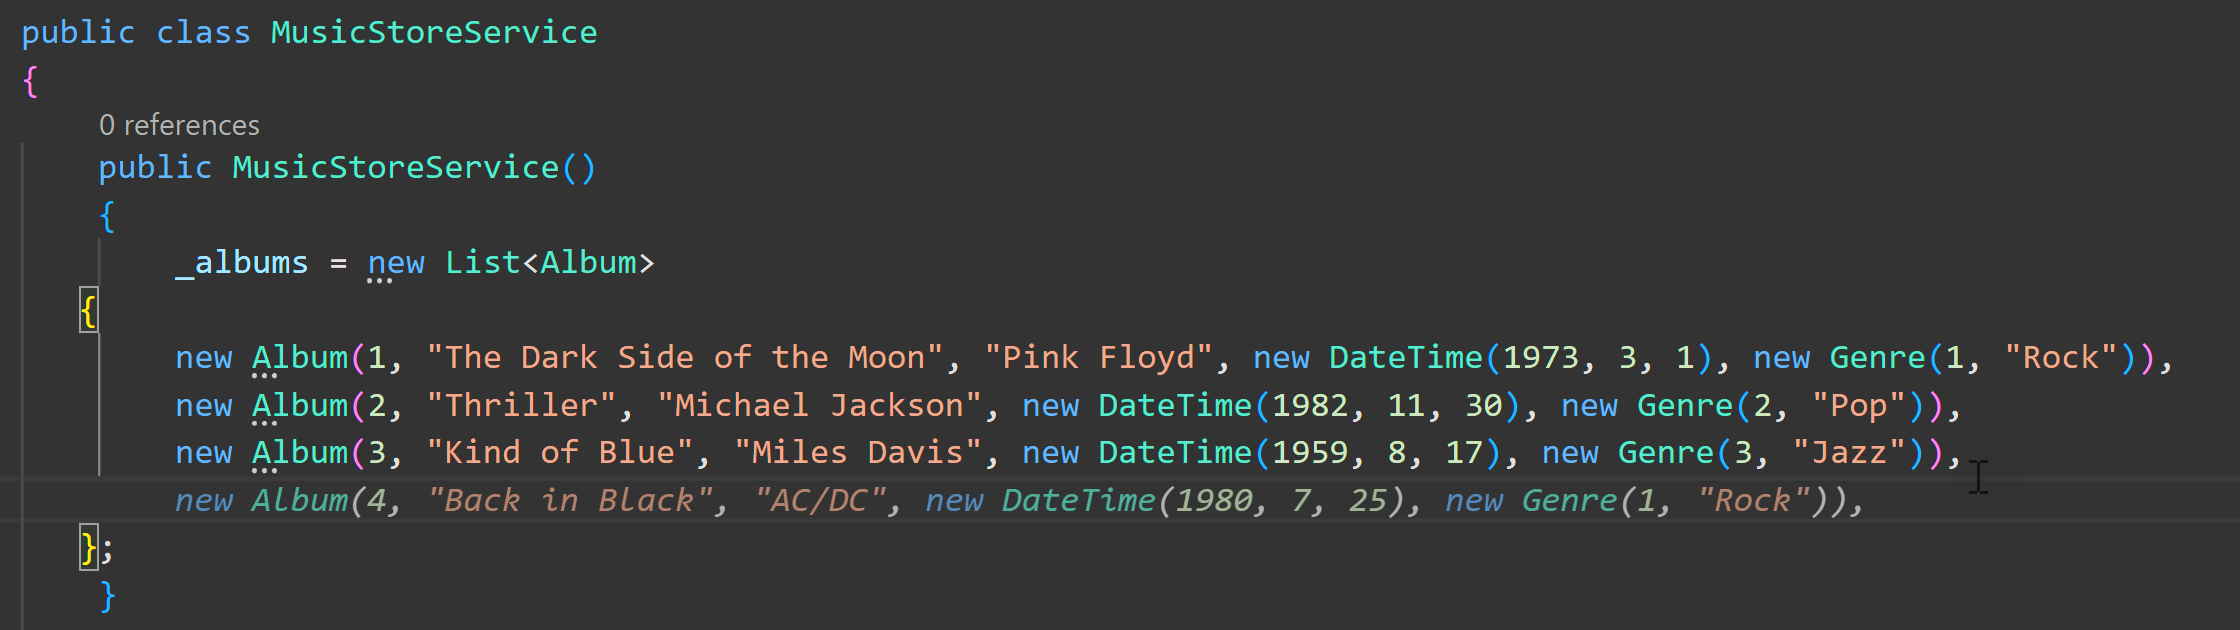 public class MusicStoreService
{
0 references
public MusicStoreService()
{
_albums = new List<Album>
{
new Album(1, "The Dark Side of the Moon", "Pink Floyd", new DateTime(1973, 3, 1), new Genre(1, "Rock")),
new Album(2, "Thriller", "Michael Jackson", new DateTime(1982, 11, 30), new Genre(2, "Pop")),
new Album(3, "Kind of Blue", "Miles Davis", new DateTime(1959, 8, 17), new Genre(3, "Jazz")),
new Album(4, "Back in Black", "AC/DC", new DateTime(1980, 7, 25), new Genre(1, "Rock")),
};
}